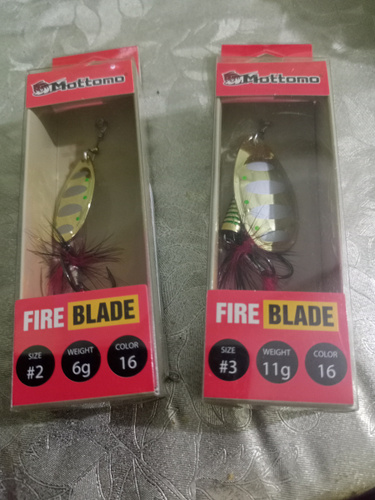 Mottomo
FIRE BLADE
SIZE
#2
WEIGHT
6g
COLOR
16
Mottomo
FIRE BLADE
SIZE
#3
WEIGHT
11g
COLOR
16